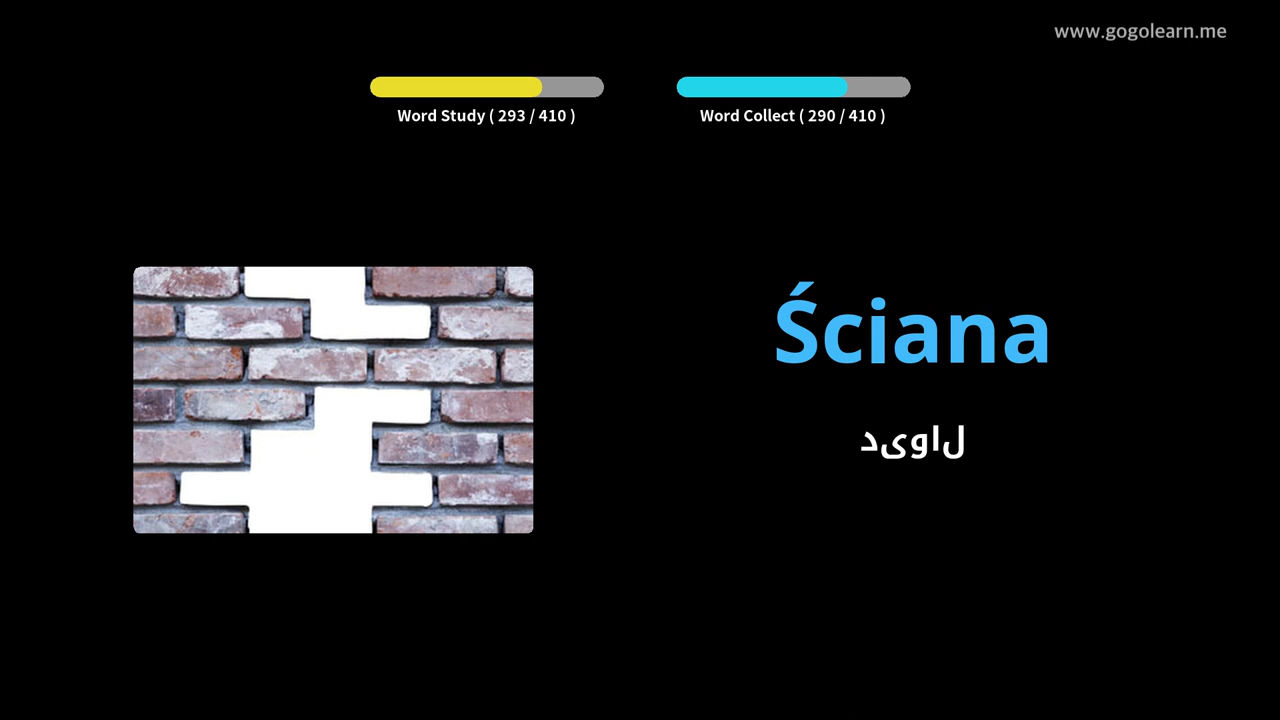 www.gogolearn.me
Word Study ( 293 / 410 )
Word Collect ( 290 / 410 )
Ściana
دیوال